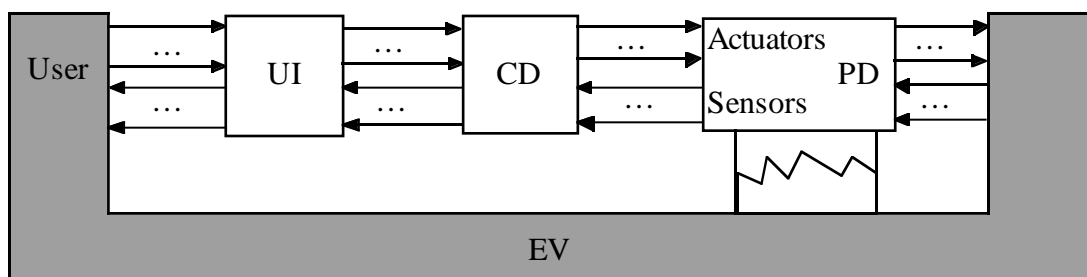 … … … …
Actuators
User UI CD PD
Sensors
… … … …
EV